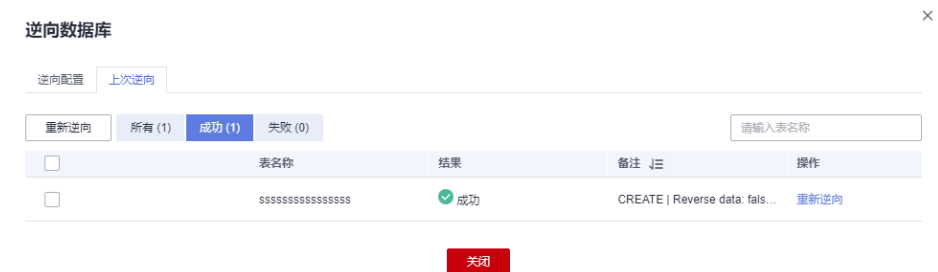 逆向数据库
逆向配置 上次逆向
重新逆向 所有 (1) 成功 (1) 失败 (0) 请输入表名称
表名称 结果 备注 操作
ssssssssssssssss 成功 CREATE | Reverse data: fals... 重新逆向
关闭